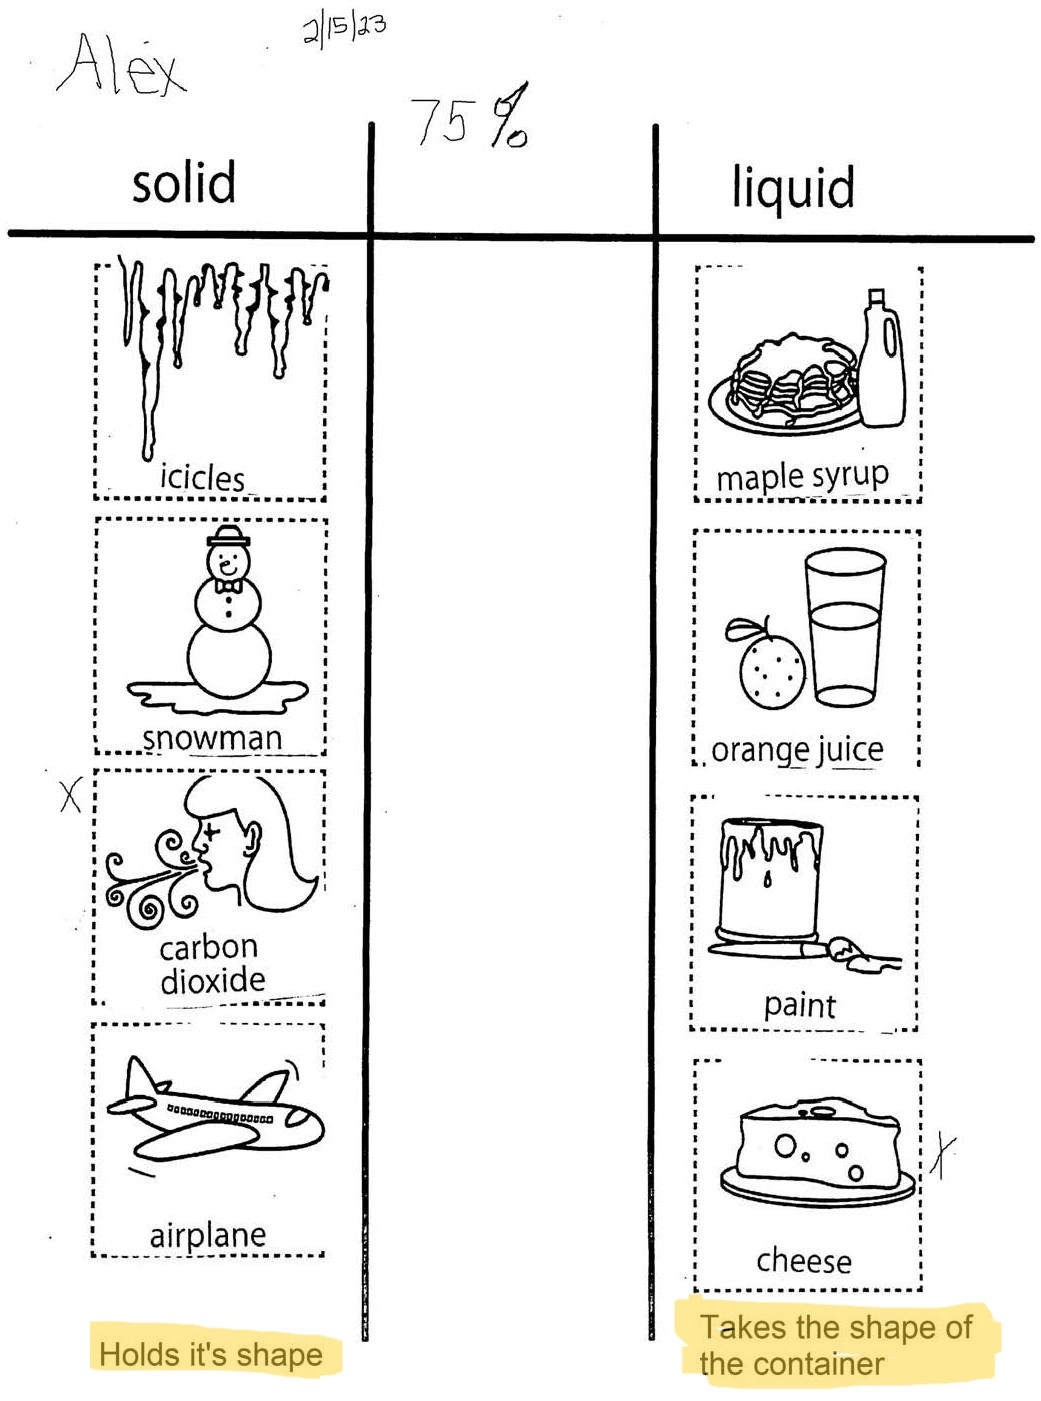 2/15/23
Alex
75%
solid
liquid
icicles
maple syrup
snowman
orange juice
X
carbon
dioxide
paint
airplane
X
cheese
Holds it's shape
Takes the shape of
the container